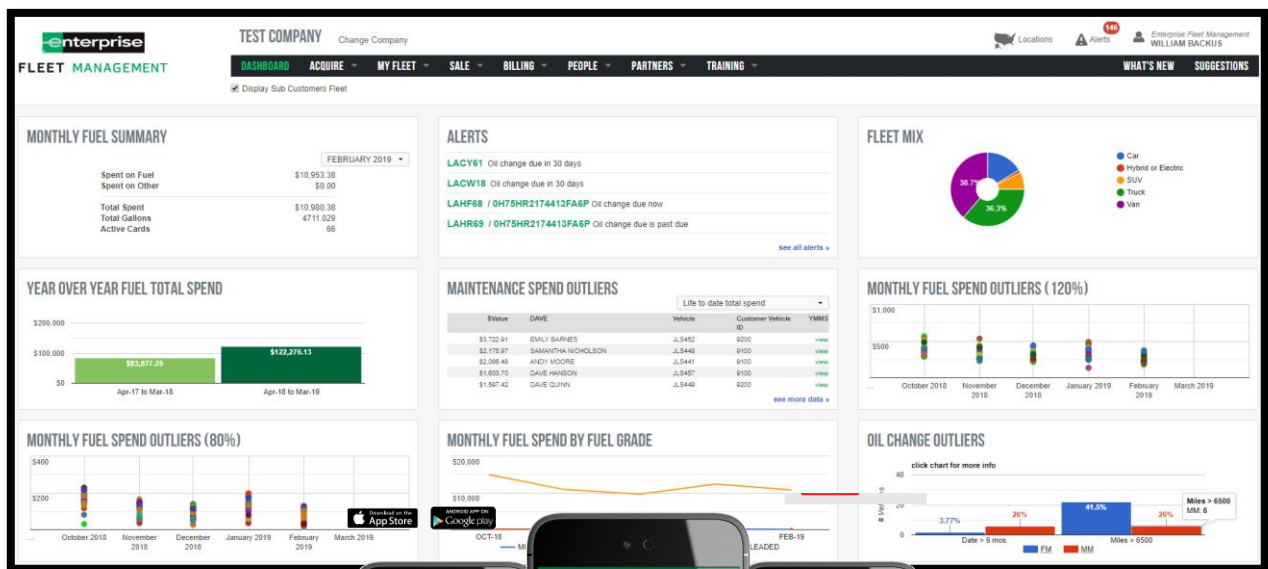 enterprise
FLEET MANAGEMENT
TEST COMPANY Change Company
Locations
146
Alerts
Enterprise Fleet Management
WILLIAM BACKUS
DASHBOARD ACQUIRE MY FLEET SALE BILLING PEOPLE PARTNERS TRAINING WHAT'S NEW SUGGESTIONS
Display Sub Customers Fleet
MONTHLY FUEL SUMMARY
FEBRUARY 2019
Spent on Fuel $10,953.38
Spent on Other $0.00
Total Spent $10,980.38
Total Gallons 4711.029
Active Cards 66
ALERTS
LACY61 Oil change due in 30 days
LACW18 Oil change due in 30 days
LAHF68 / 0H75HR2174413FA6P Oil change due now
LAHR69 / 0H75HR2174413FA6P Oil change due is past due
see all alerts »
FLEET MIX
38.7%
36.3%
Car
Hybrid or Electric
SUV
Truck
Van
YEAR OVER YEAR FUEL TOTAL SPEND
$200,000
$100,000
$0
$83,877.25
$122,276.13
Apr-17 to Mar-18
Apr-18 to Mar-19
MAINTENANCE SPEND OUTLIERS
Life to date total spend
$Value DAVE Vehicle Customer Vehicle ID YMMS
$3,722.91 EMILY BARNES JLS452 9200 view
$2,175.97 SAMANTHA NICHOLSON JLS448 9100 view
$2,066.48 ANDY MOORE JLS441 9100 view
$1,633.70 DAVE HANSON JLS457 9100 view
$1,597.42 DAVE QUINN JLS449 9200 view
see more data »
MONTHLY FUEL SPEND OUTLIERS (120%)
$1,000
$500
...
October 2018
November 2018
December 2018
January 2019
February 2019
March 2019
MONTHLY FUEL SPEND OUTLIERS (80%)
$400
$200
...
October 2018
November 2018
December 2018
January 2019
February 2019
March 2019
Download on the
App Store
ANDROID APP ON
Google play
MONTHLY FUEL SPEND BY FUEL GRADE
$20,000
$10,000
OCT-18
FEB-19
OIL CHANGE OUTLIERS
click chart for more info
40
20
0
3.77%
26%
41.5%
26%
Miles > 6500
MM: 6
Date > 6 mos
Miles > 6500
FM
MM